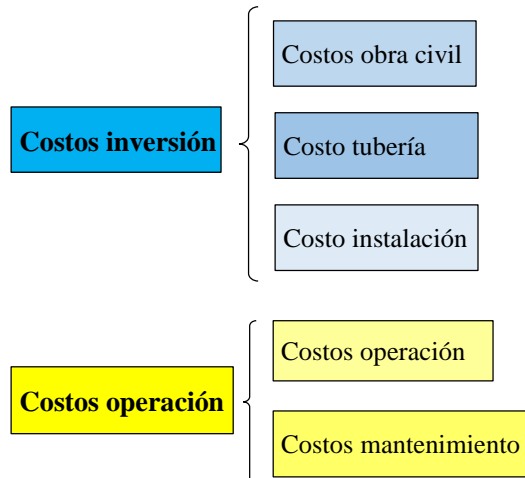 Costos obra civil
Costos inversión
Costo tubería
Costo instalación
Costos operación
Costos operación
Costos mantenimiento